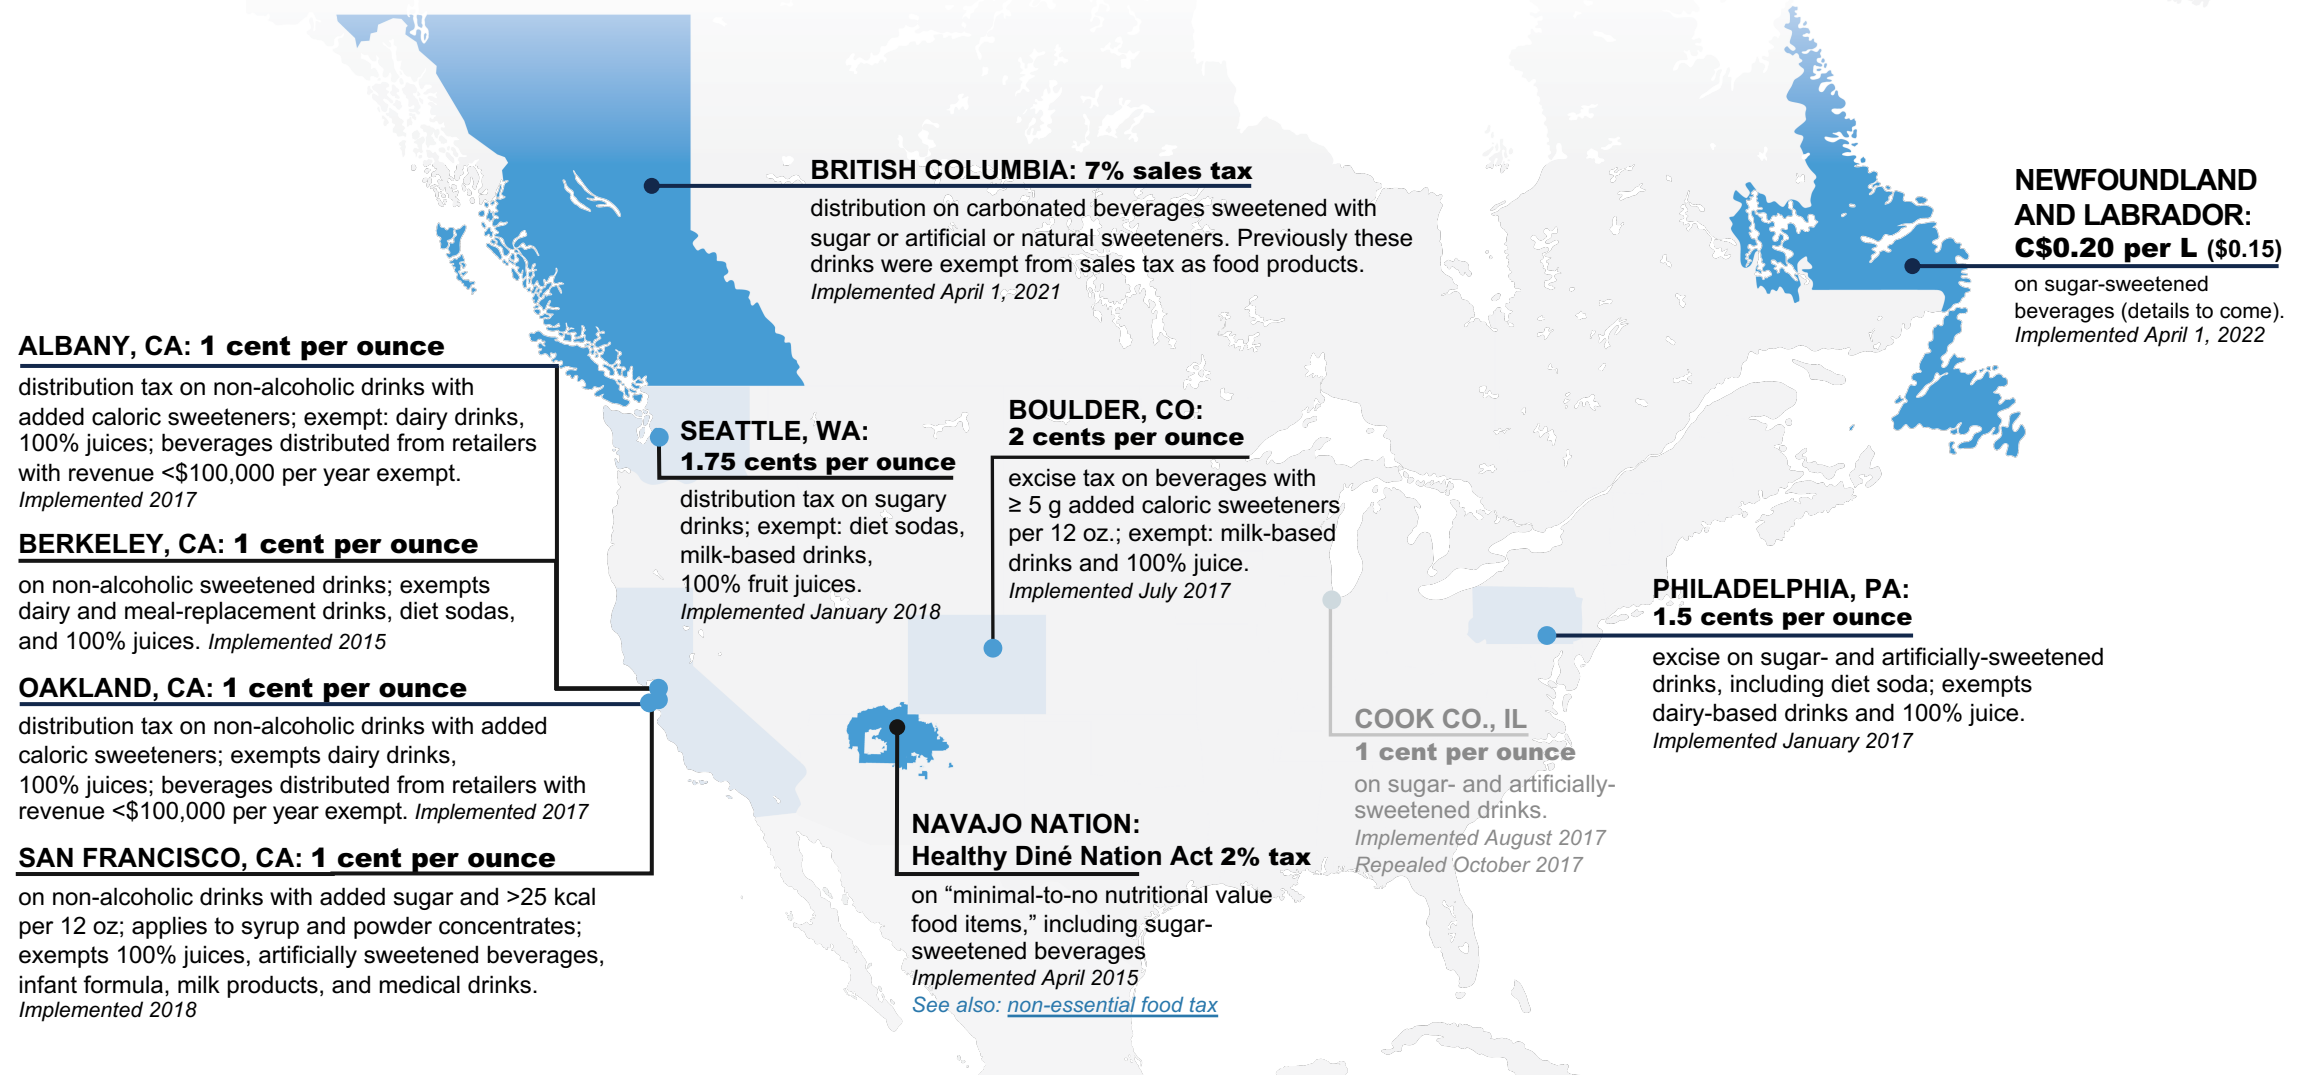 BRITISH COLUMBIA: 7% sales tax
distribution on carbonated beverages sweetened with
sugar or artificial or natural sweeteners. Previously these
drinks were exempt from sales tax as food products.
Implemented April 1, 2021
NEWFOUNDLAND
AND LABRADOR:
C$0.20 per L ($0.15)
on sugar-sweetened
beverages (details to come).
Implemented April 1, 2022
ALBANY, CA: 1 cent per ounce
distribution tax on non-alcoholic drinks with
added caloric sweeteners; exempt: dairy drinks,
100% juices; beverages distributed from retailers
with revenue <$100,000 per year exempt.
Implemented 2017
BERKELEY, CA: 1 cent per ounce
on non-alcoholic sweetened drinks; exempts
dairy and meal-replacement drinks, diet sodas,
and 100% juices. Implemented 2015
OAKLAND, CA: 1 cent per ounce
distribution tax on non-alcoholic drinks with added
caloric sweeteners; exempts dairy drinks,
100% juices; beverages distributed from retailers with
revenue <$100,000 per year exempt. Implemented 2017
SAN FRANCISCO, CA: 1 cent per ounce
on non-alcoholic drinks with added sugar and >25 kcal
per 12 oz; applies to syrup and powder concentrates;
exempts 100% juices, artificially sweetened beverages,
infant formula, milk products, and medical drinks.
Implemented 2018
SEATTLE, WA:
1.75 cents per ounce
distribution tax on sugary
drinks; exempt: diet sodas,
milk-based drinks,
100% fruit juices.
Implemented January 2018
BOULDER, CO:
2 cents per ounce
excise tax on beverages with
≥ 5 g added caloric sweeteners
per 12 oz.; exempt: milk-based
drinks and 100% juice.
Implemented July 2017
NAVAJO NATION:
Healthy Diné Nation Act 2% tax
on “minimal-to-no nutritional value
food items,” including sugar-
sweetened beverages
Implemented April 2015
See also: non-essential food tax
COOK CO., IL
1 cent per ounce
on sugar- and artificially-
sweetened drinks.
Implemented August 2017
Repealed October 2017
PHILADELPHIA, PA:
1.5 cents per ounce
excise on sugar- and artificially-sweetened
drinks, including diet soda; exempts
dairy-based drinks and 100% juice.
Implemented January 2017